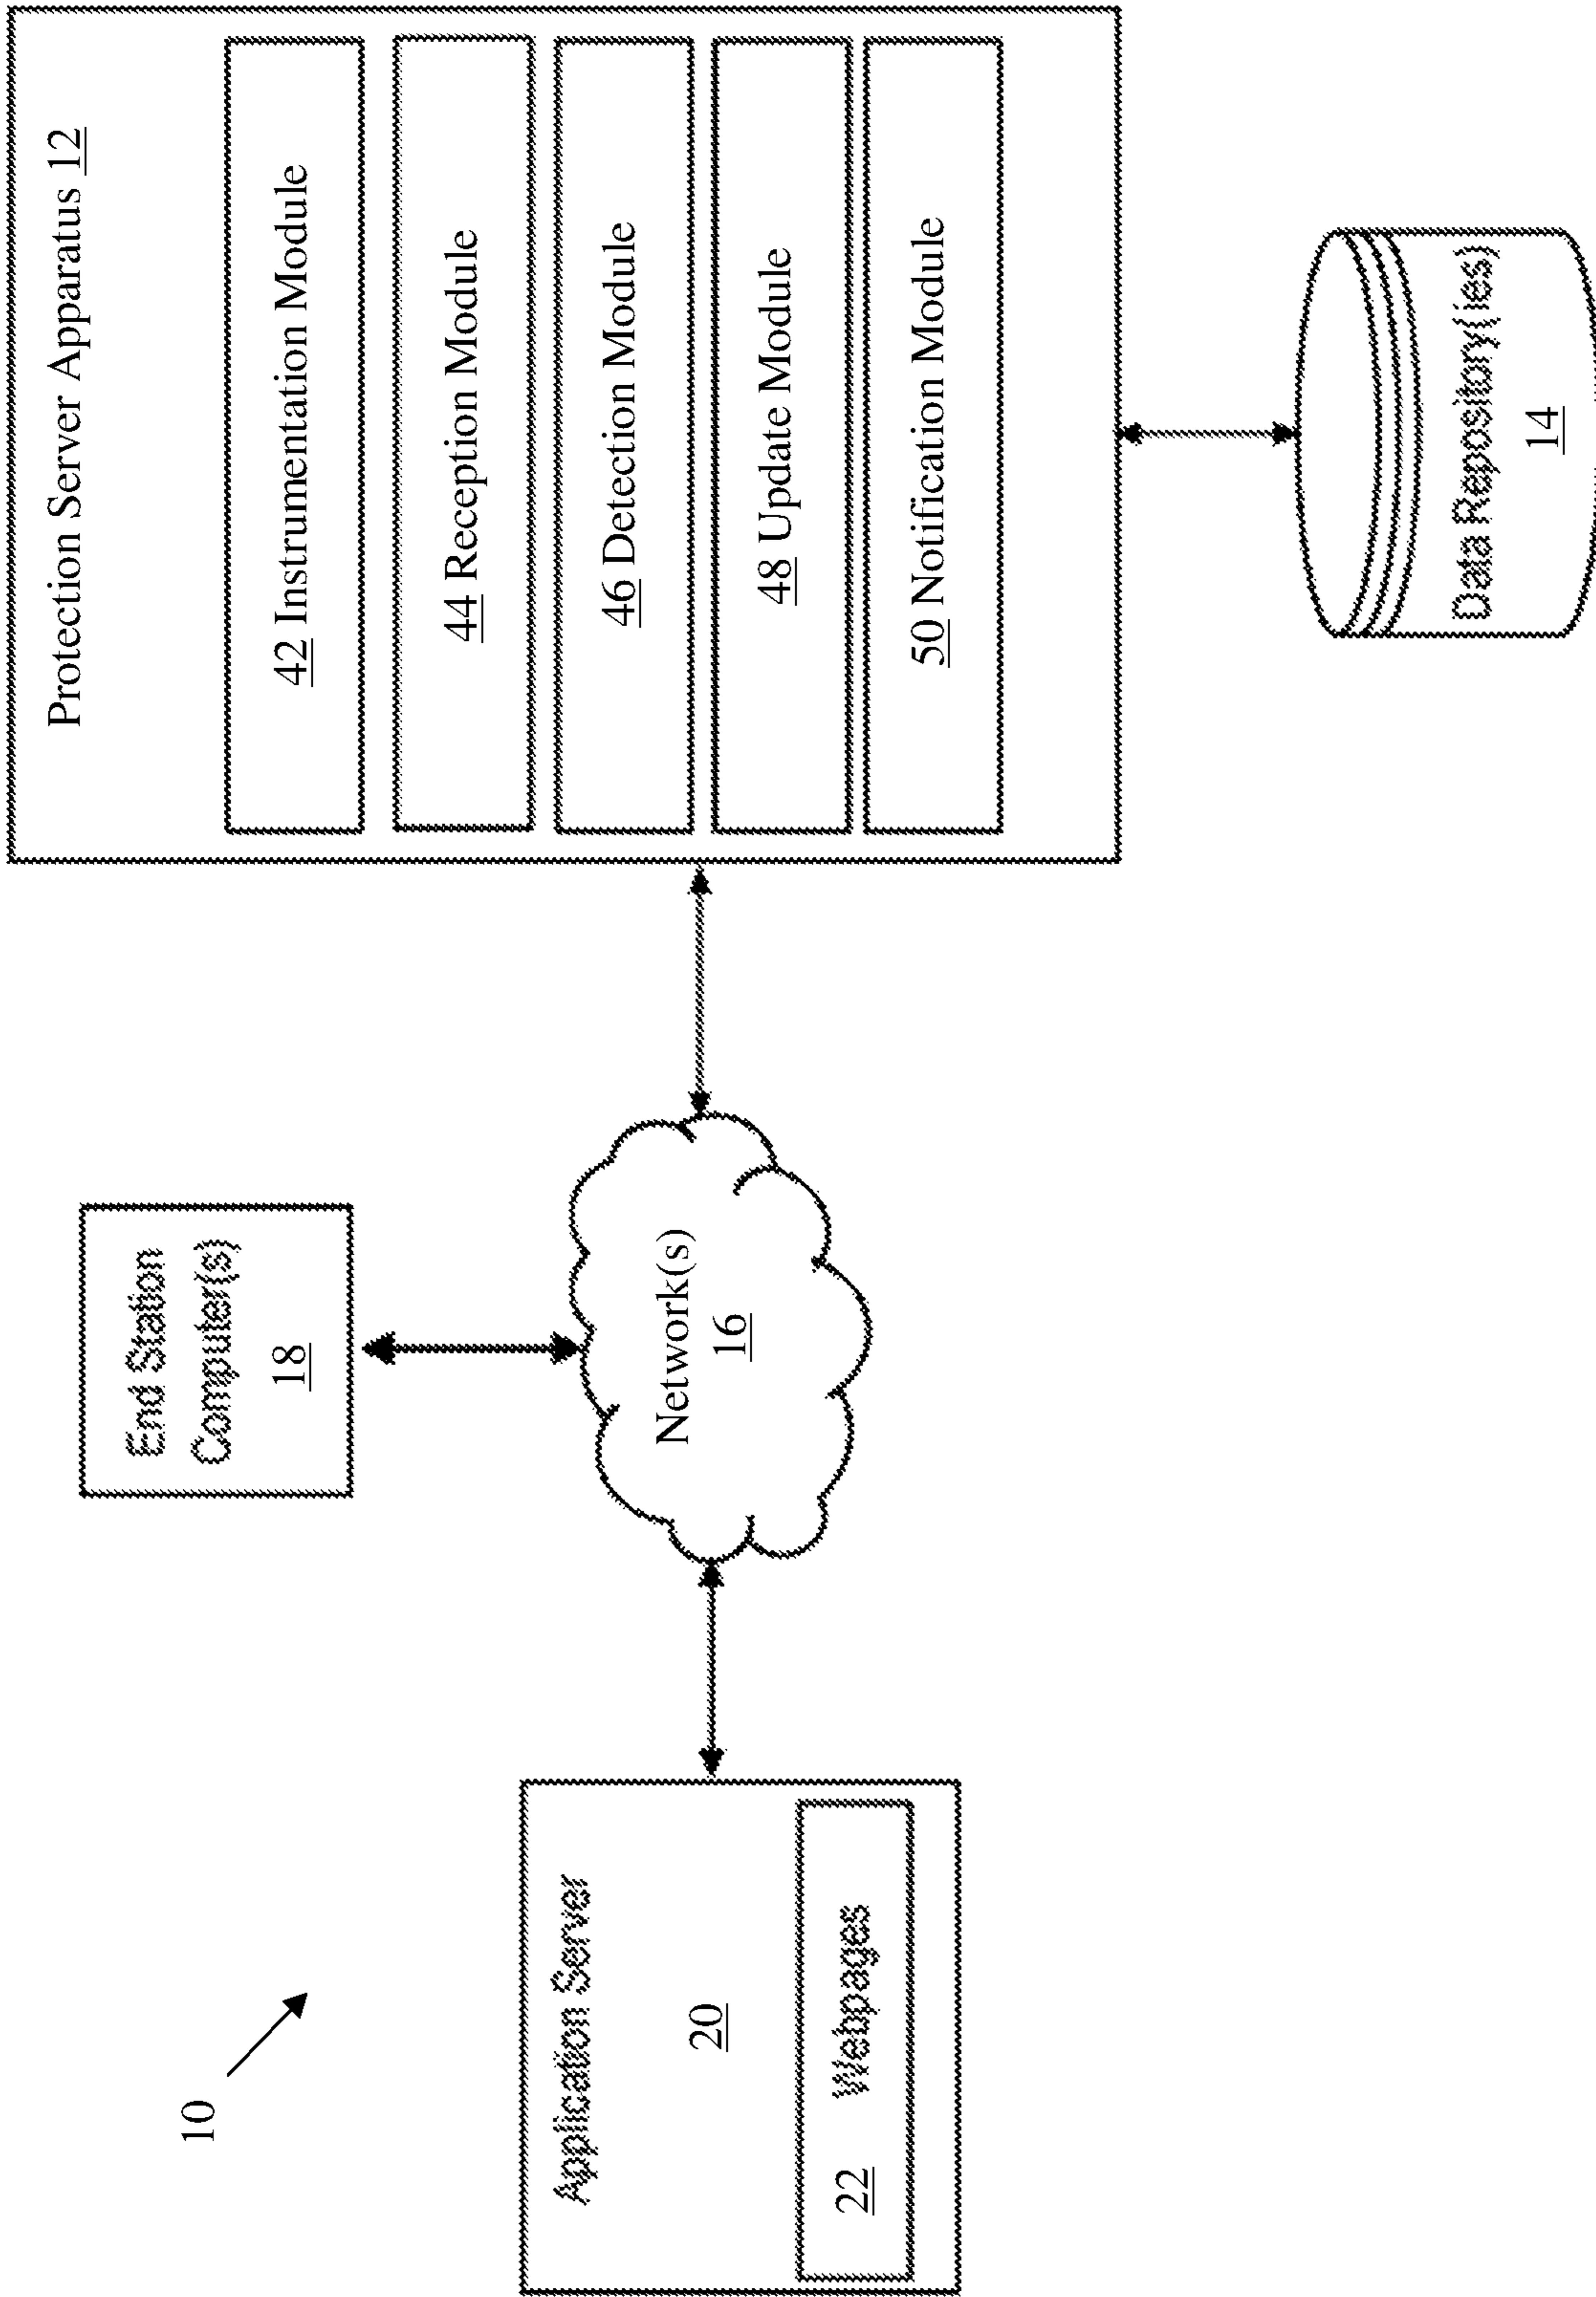 10
Application Server
20
22 Webpages
End Station
Computer(s)
18
Network(s)
16
Protection Server Apparatus 12
42 Instrumentation Module
44 Reception Module
46 Detection Module
48 Update Module
50 Notification Module
Data Repository(ies)
14